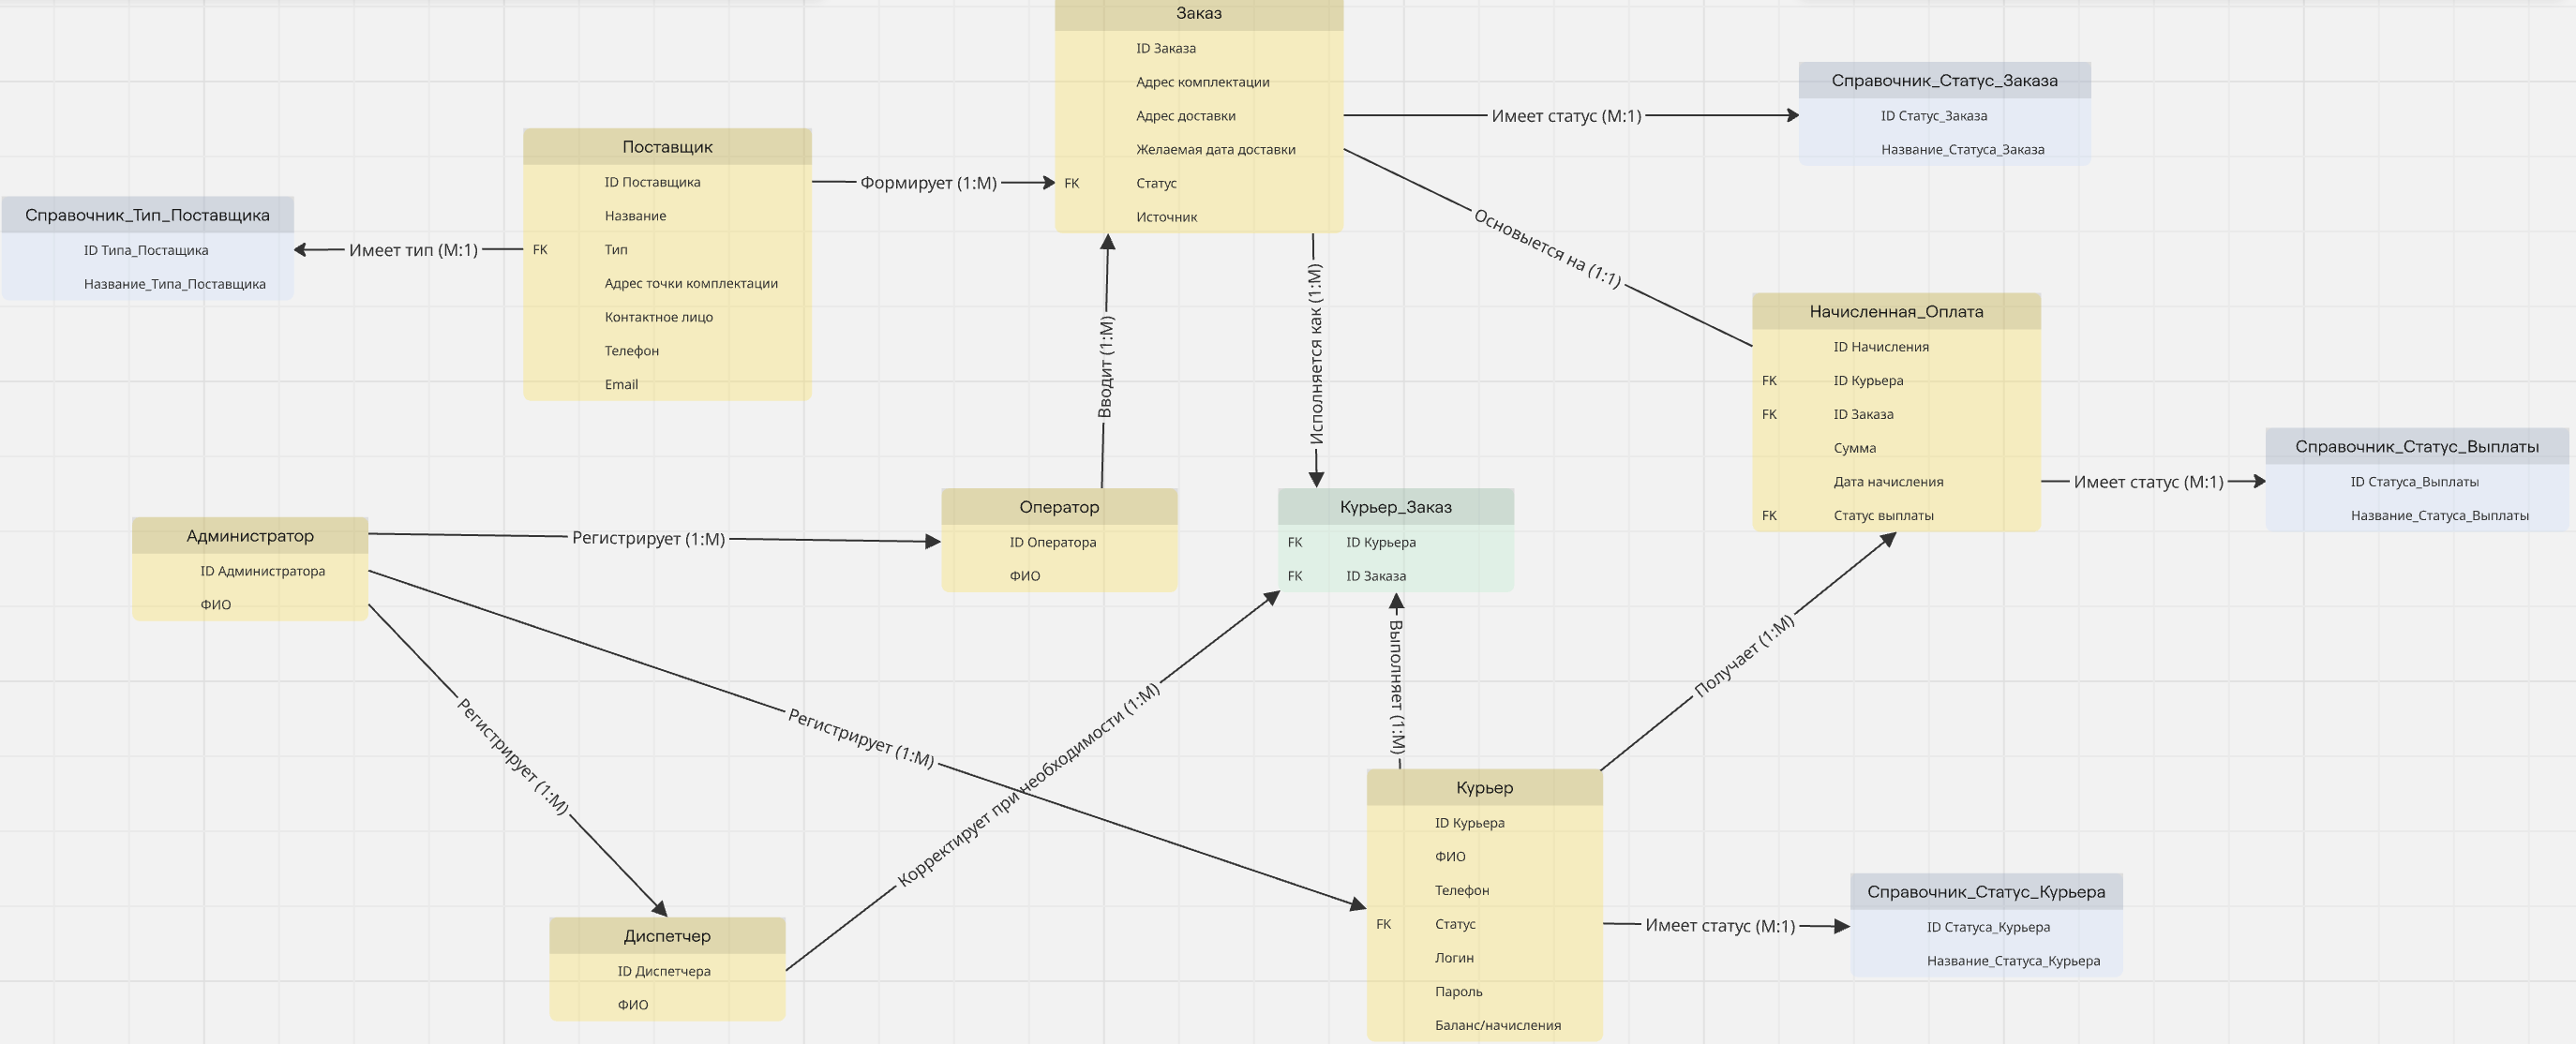 Заказ
ID Заказа
Адрес комплектации
Адрес доставки
Желаемая дата доставки
FK Статус
Источник
Справочник_Статус_Заказа
ID Статус_Заказа
Название_Статуса_Заказа
Имеет статус (М:1)
Поставщик
ID Поставщика
Название
FK Тип
Адрес точки комплектации
Контактное лицо
Телефон
Email
Формирует (1:М)
Справочник_Тип_Поставщика
ID Типа_Постащика
Название_Типа_Поставщика
Имеет тип (М:1)
Основыется на (1:1)
Вводит (1:М)
Исполняется как (1:М)
Начисленная_Оплата
ID Начисления
FK ID Курьера
FK ID Заказа
Сумма
Дата начисления
FK Статус выплаты
Имеет статус (М:1)
Справочник_Статус_Выплаты
ID Статуса_Выплаты
Название_Статуса_Выплаты
Администратор
ID Администратора
ФИО
Регистрирует (1:М)
Оператор
ID Оператора
ФИО
Курьер_Заказ
FK ID Курьера
FK ID Заказа
Регистрирует (1:М)
Регистрирует (1:М)
Корректирует при необходимости (1:М)
Выполняет (1:М)
Получает (1:М)
Диспетчер
ID Диспетчера
ФИО
Курьер
ID Курьера
ФИО
Телефон
FK Статус
Логин
Пароль
Баланс/начисления
Имеет статус (М:1)
Справочник_Статус_Курьера
ID Статуса_Курьера
Название_Статуса_Курьера